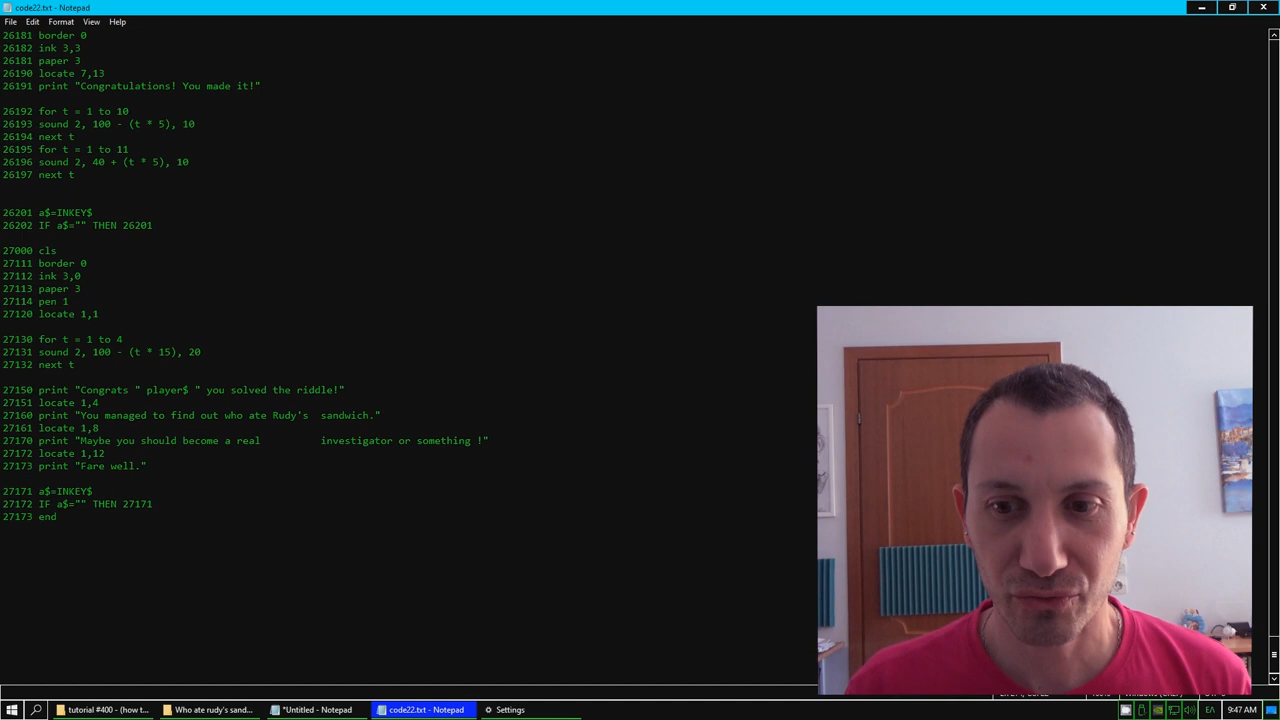 code22.txt - Notepad
File Edit Format View Help
26181 border 0
26182 ink 3,3
26181 paper 3
26190 locate 7,13
26191 print "Congratulations! You made it!"
26192 for t = 1 to 10
26193 sound 2, 100 - (t * 5), 10
26194 next t
26195 for t = 1 to 11
26196 sound 2, 40 + (t * 5), 10
26197 next t
26201 a$=INKEY$
26202 IF a$="" THEN 26201
27000 cls
27111 border 0
27112 ink 3,0
27113 paper 3
27114 pen 1
27120 locate 1,1
27130 for t = 1 to 4
27131 sound 2, 100 - (t * 15), 20
27132 next t
27150 print "Congrats " player$ " you solved the riddle!"
27151 locate 1,4
27160 print "You managed to find out who ate Rudy's  sandwich."
27161 locate 1,8
27170 print "Maybe you should become a real          investigator or something !"
27172 locate 1,12
27173 print "Fare well."
27171 a$=INKEY$
27172 IF a$="" THEN 27171
27173 end
tutorial #400 - (how t... Who ate rudy's sand... *Untitled - Notepad code22.txt - Notepad Settings ΕΛ 9:47 AM